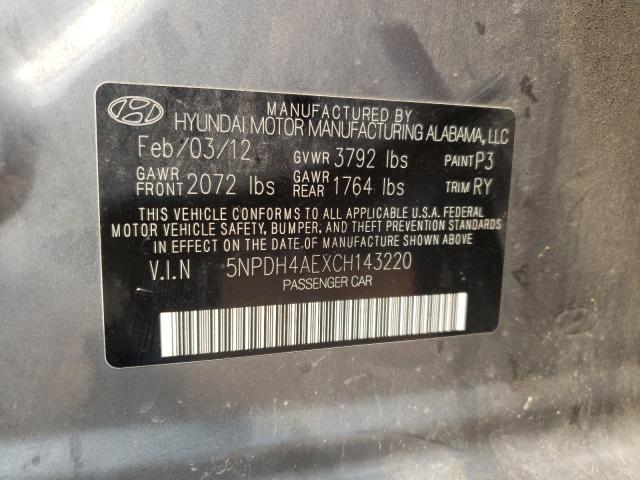 MANUFACTURED BY
HYUNDAI MOTOR MANUFACTURING ALABAMA, LLC
Feb/03/12 GVWR 3792 lbs PAINT P3
GAWR FRONT 2072 lbs GAWR REAR 1764 lbs TRIM RY
THIS VEHICLE CONFORMS TO ALL APPLICABLE U.S.A. FEDERAL
MOTOR VEHICLE SAFETY, BUMPER, AND THEFT PREVENTION STANDARDS
IN EFFECT ON THE DATE OF MANUFACTURE SHOWN ABOVE.
V.I.N 5NPDH4AEXCH143220
PASSENGER CAR